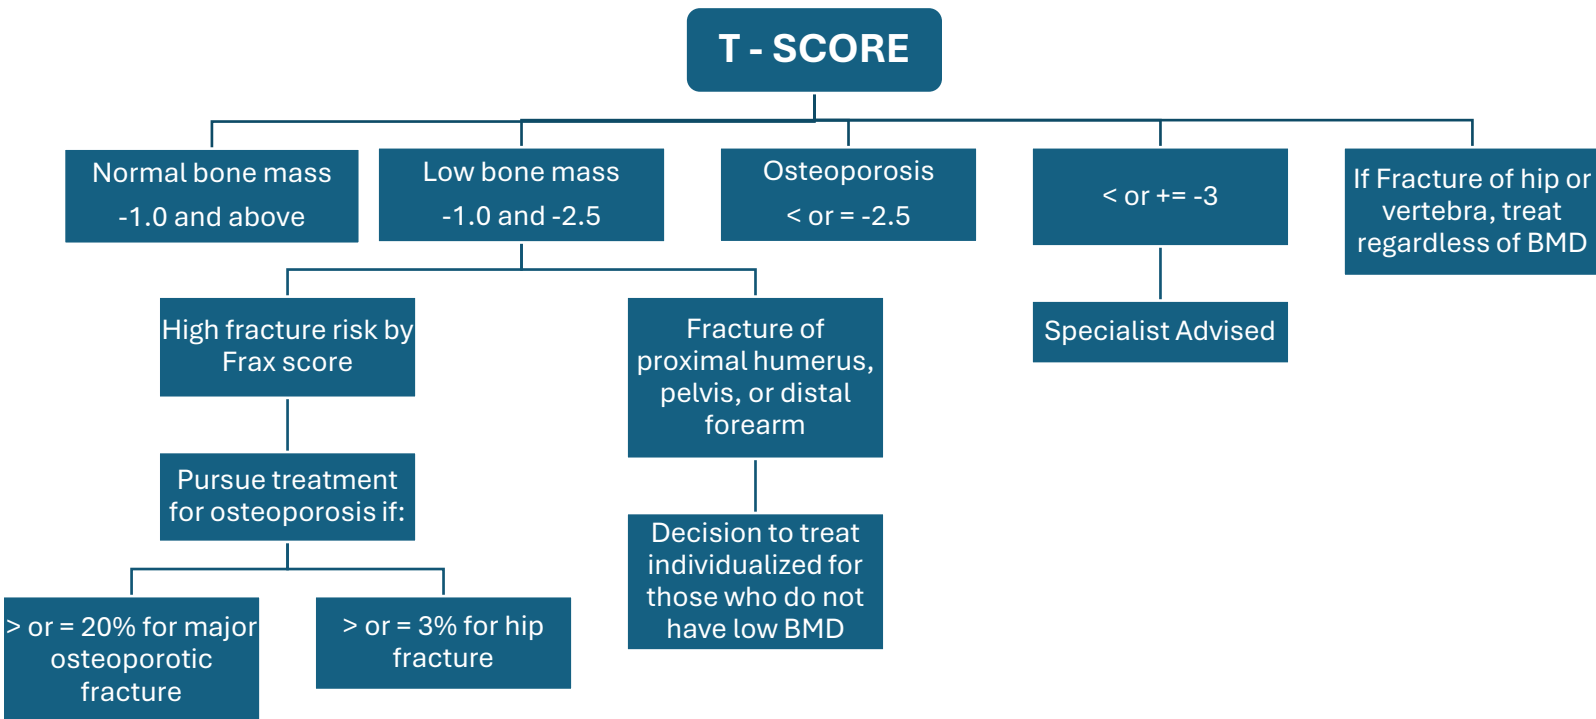 T - SCORE
Normal bone mass
-1.0 and above
Low bone mass
-1.0 and -2.5
Osteoporosis
< or = -2.5
< or += -3
If Fracture of hip or
vertebra, treat
regardless of BMD
High fracture risk by
Frax score
Fracture of
proximal humerus,
pelvis, or distal
forearm
Specialist Advised
Pursue treatment
for osteoporosis if:
Decision to treat
individualized for
those who do not
have low BMD
> or = 20% for major
osteoporotic
fracture
> or = 3% for hip
fracture